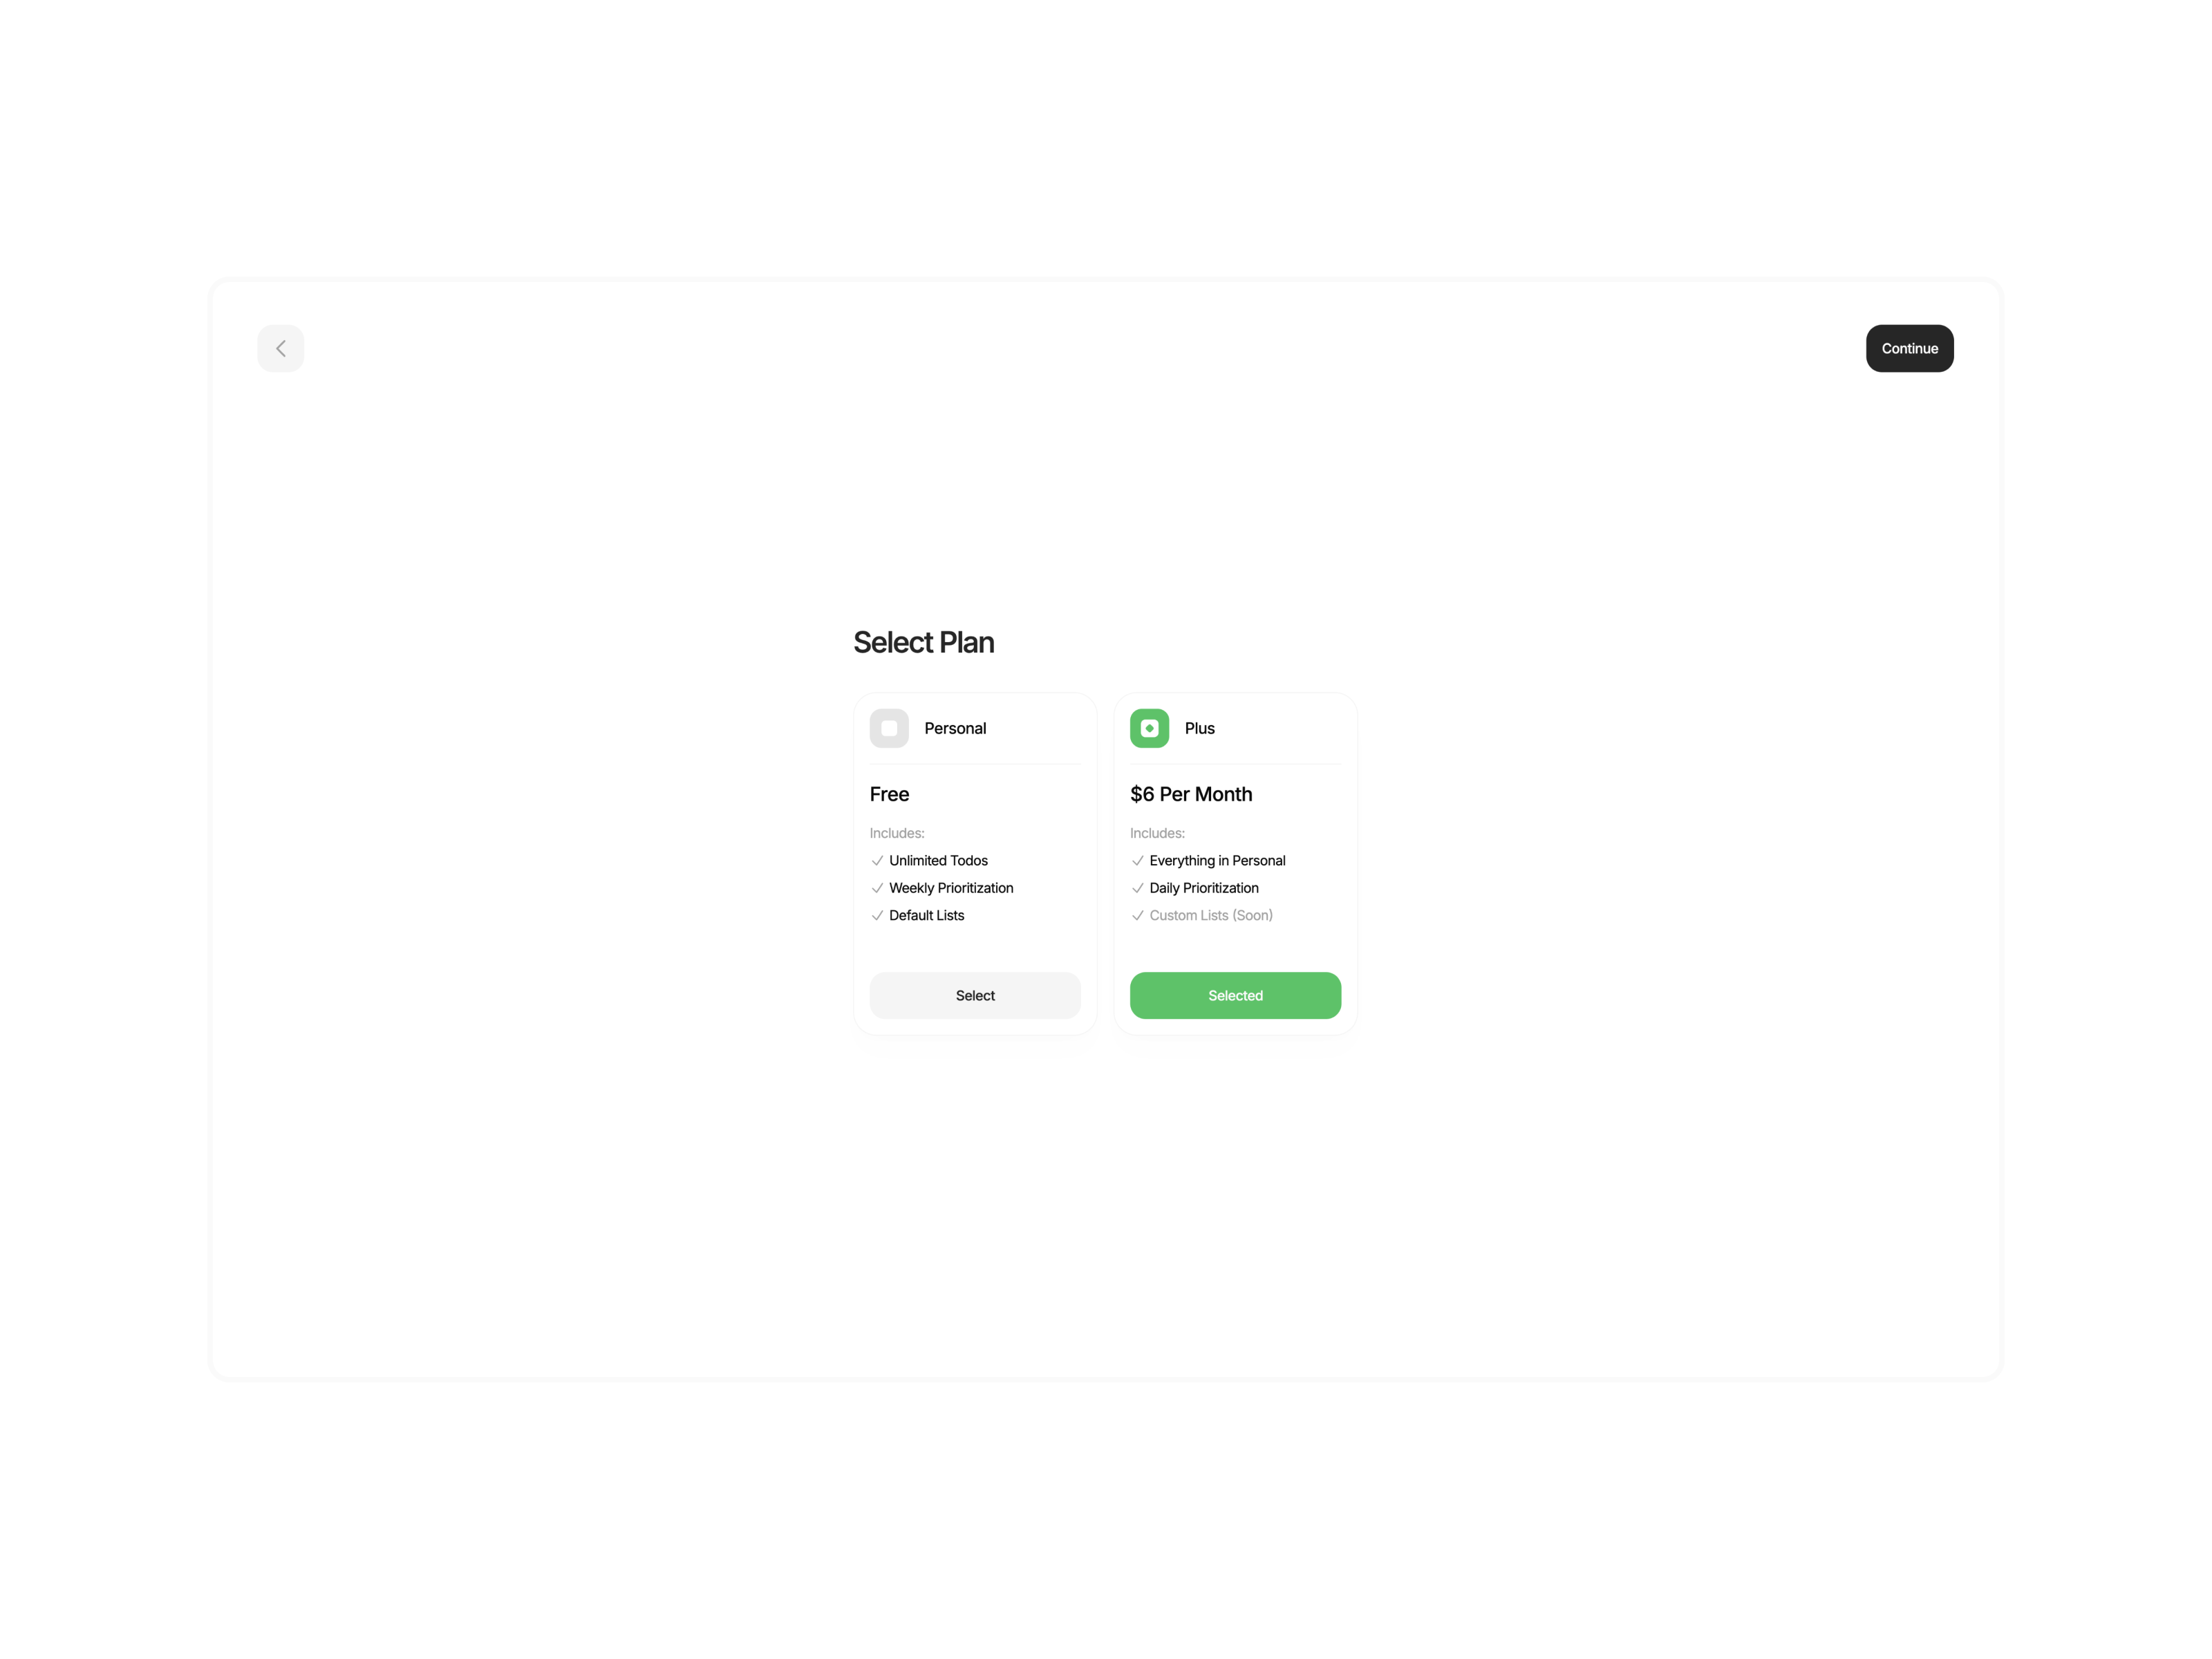 Continue
Select Plan
Personal
Free
Includes:
Unlimited Todos
Weekly Prioritization
Default Lists
Select
Plus
$6 Per Month
Includes:
Everything in Personal
Daily Prioritization
Custom Lists (Soon)
Selected